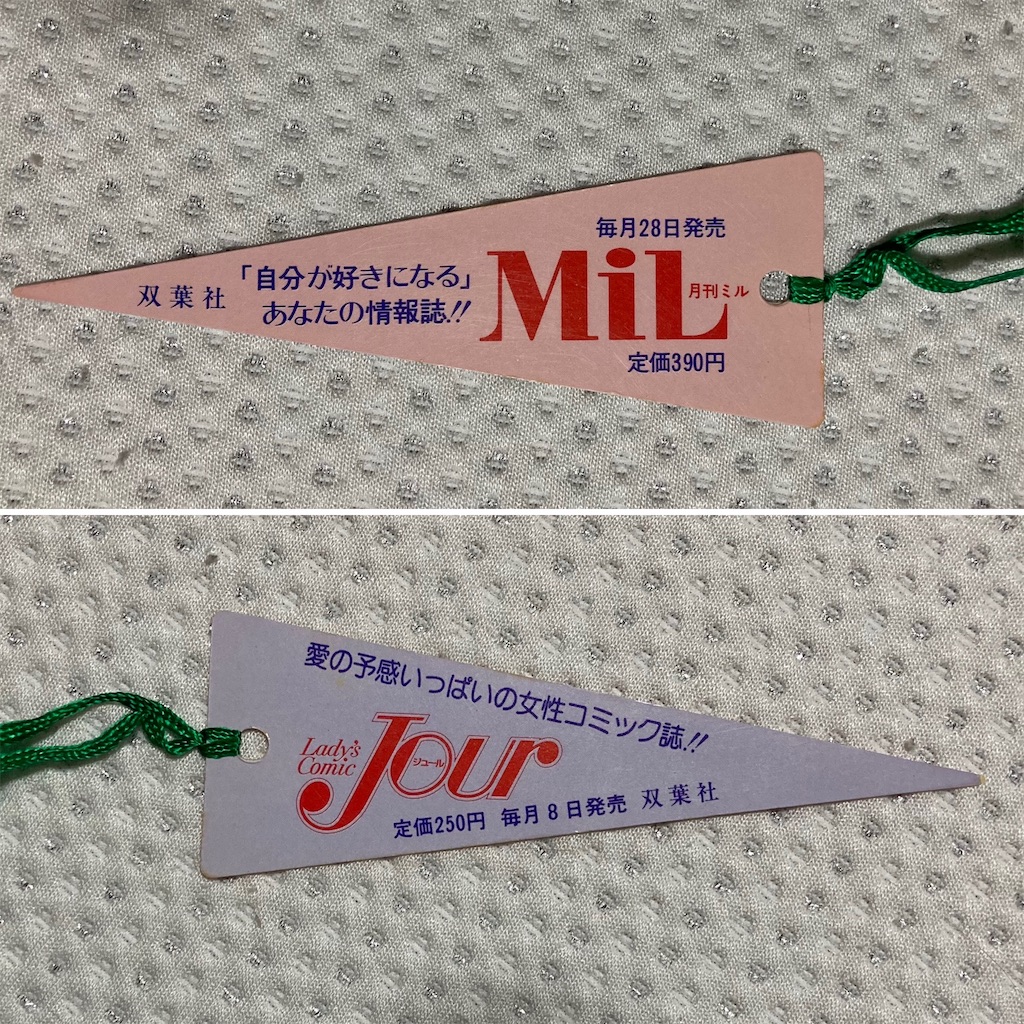 毎月28日発売
MiL
月刊ミル
定価390円
「自分が好きになる」
あなたの情報誌!!
双葉社
愛の予感いっぱいの女性コミック誌!!
Lady's
Comic
Jour
ジュール
定価250円 毎月8日発売 双葉社